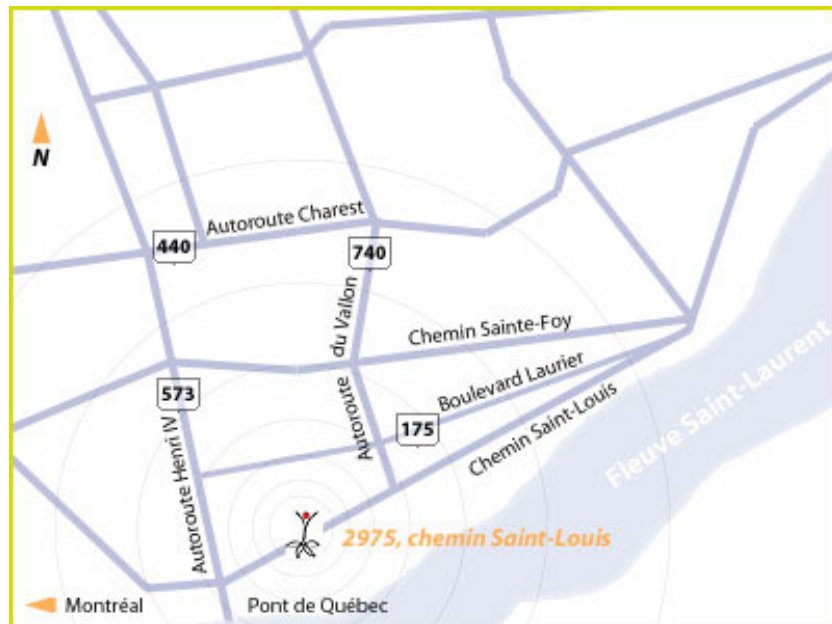 N
Autoroute Charest
440
740
Autoroute du Vallon
Chemin Sainte-Foy
Boulevard Laurier
573
175
Chemin Saint-Louis
Autoroute Henri IV
Fleuve Saint-Laurent
2975, chemin Saint-Louis
Montréal
Pont de Québec